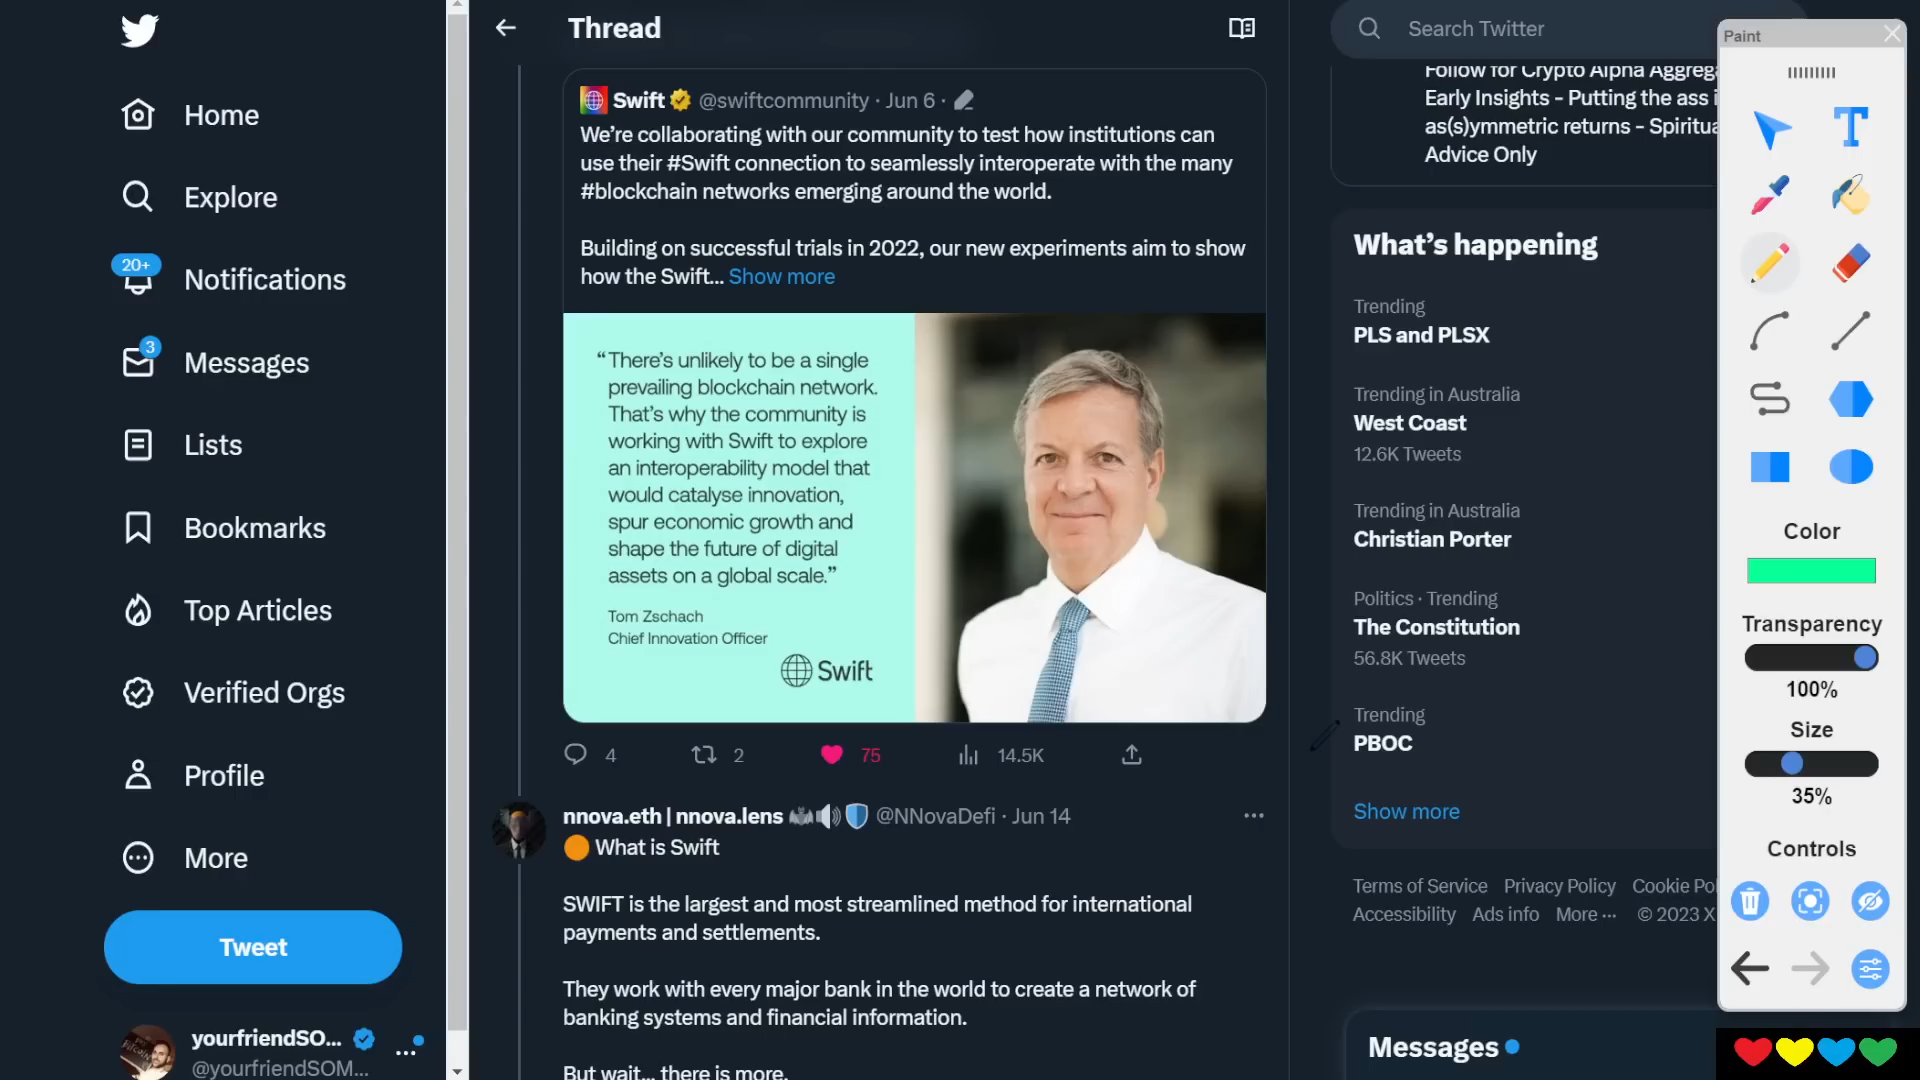 Home
Explore
20+
Notifications
3
Messages
Lists
Bookmarks
Top Articles
Verified Orgs
Profile
More
Tweet
yourfriendSO...
@yourfriendSOM...
Thread
Swift @swiftcommunity · Jun 6 ·
We’re collaborating with our community to test how institutions can
use their #Swift connection to seamlessly interoperate with the many
#blockchain networks emerging around the world.
Building on successful trials in 2022, our new experiments aim to show
how the Swift... Show more
“There’s unlikely to be a single
prevailing blockchain network.
That’s why the community is
working with Swift to explore
an interoperability model that
would catalyse innovation,
spur economic growth and
shape the future of digital
assets on a global scale.”
Tom Zschach
Chief Innovation Officer
Swift
4 2 75 14.5K
nnova.eth | nnova.lens @NNovaDefi · Jun 14
What is Swift
SWIFT is the largest and most streamlined method for international
payments and settlements.
They work with every major bank in the world to create a network of
banking systems and financial information.
But wait... there is more.
Search Twitter
Follow for Crypto Alpha Aggrega
Early Insights - Putting the ass i
as(s)ymmetric returns - Spiritua
Advice Only
What’s happening
Trending
PLS and PLSX
Trending in Australia
West Coast
12.6K Tweets
Trending in Australia
Christian Porter
Politics · Trending
The Constitution
56.8K Tweets
Trending
PBOC
Show more
Terms of Service Privacy Policy Cookie Pol
Accessibility Ads info More ··· © 2023 X
Messages
Paint
T
Color
Transparency
100%
Size
35%
Controls